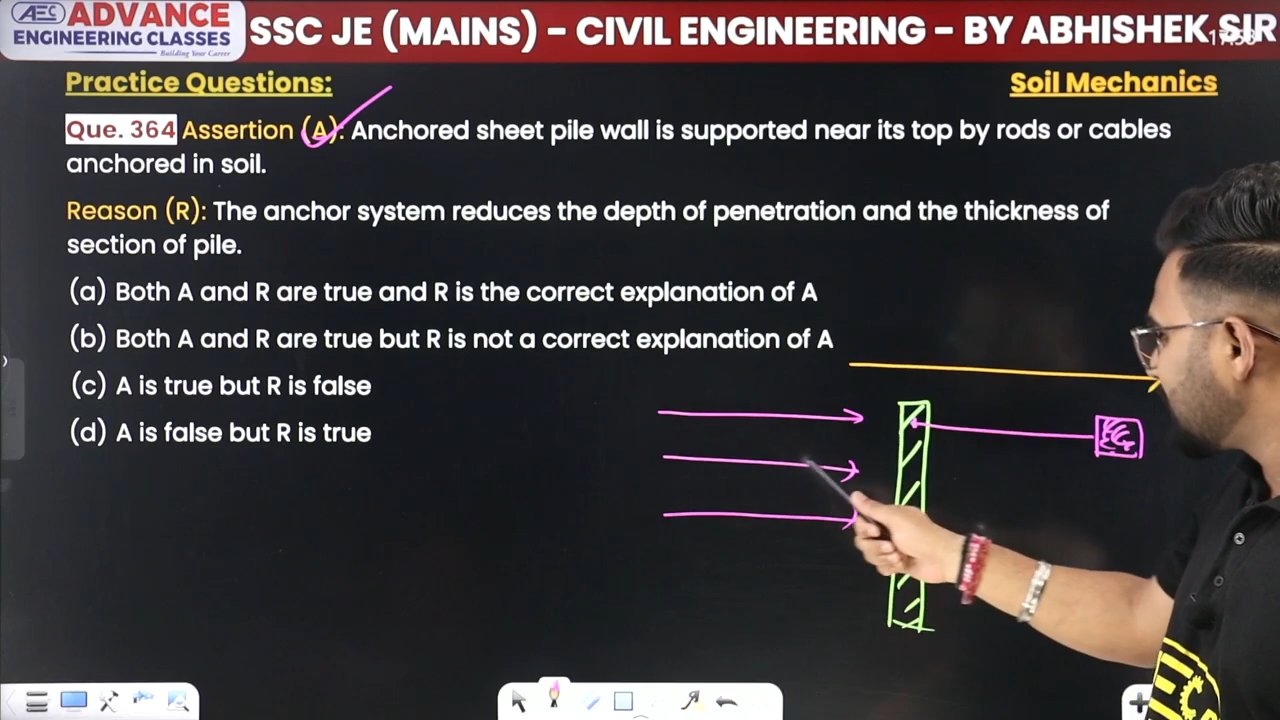 AEC ADVANCE
ENGINEERING CLASSES
Building Your Career
SSC JE (MAINS) - CIVIL ENGINEERING - BY ABHISHEK SIR
Practice Questions:
Soil Mechanics
Que. 364 Assertion (A): Anchored sheet pile wall is supported near its top by rods or cables
anchored in soil.
Reason (R): The anchor system reduces the depth of penetration and the thickness of
section of pile.
(a) Both A and R are true and R is the correct explanation of A
(b) Both A and R are true but R is not a correct explanation of A
(c) A is true but R is false
(d) A is false but R is true